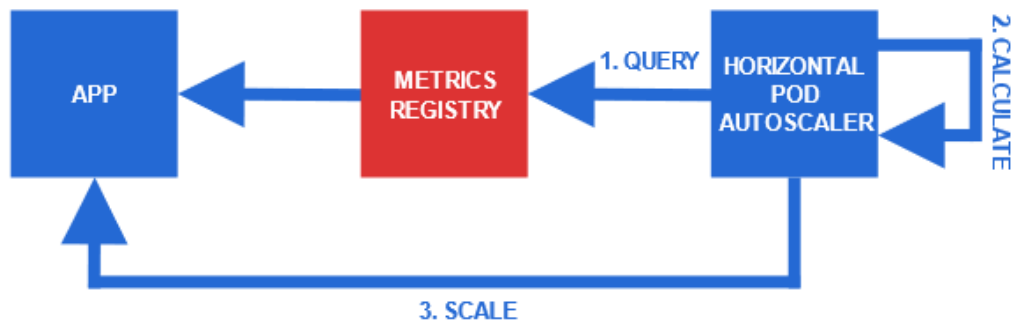 APP
METRICS
REGISTRY
1. QUERY
HORIZONTAL
POD
AUTOSCALER
2. CALCULATE
3. SCALE